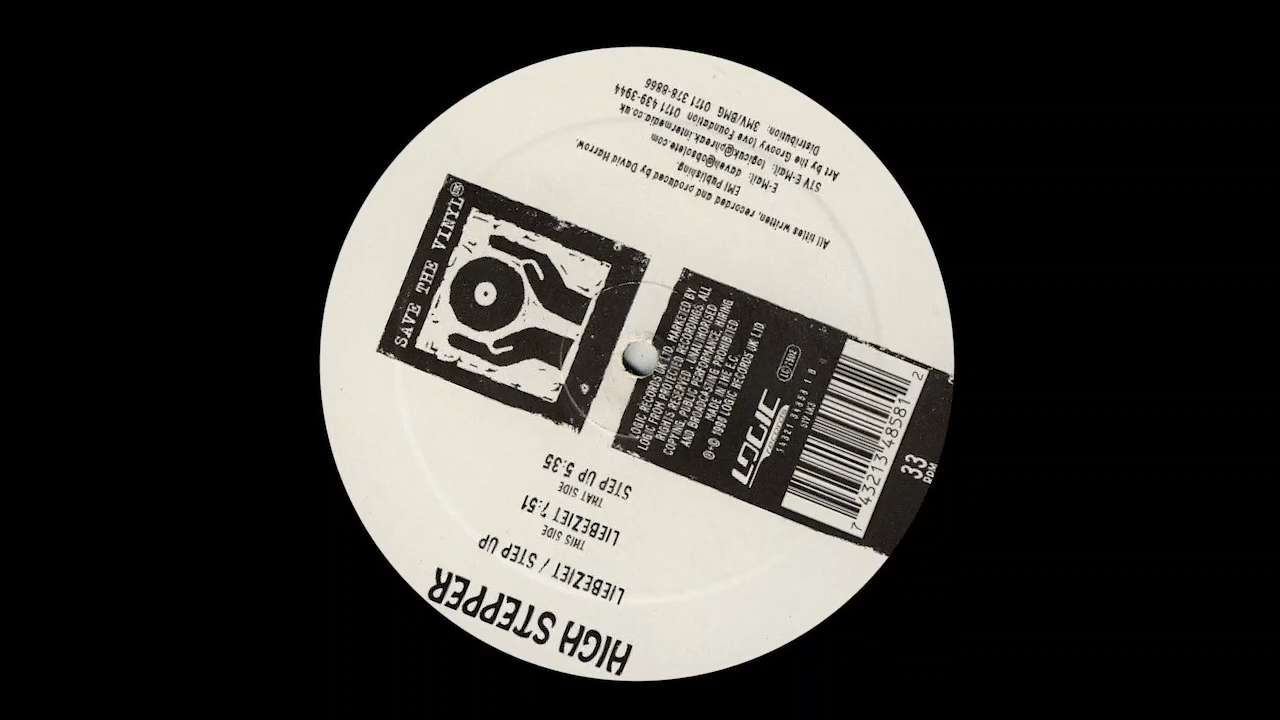 HIGH STEPPER
LIEBEZIET / STEP UP
THIS SIDE
LIEBEZIET 7:51
THAT SIDE
STEP UP 5.35
SAVE THE VINYL UK
LOGIC RECORDS UK LTD. MARKETED BY
LOGIC FROM PROTECTED RECORDINGS. ALL
RIGHTS RESERVED. UNAUTHORISED
COPYING, PUBLIC PERFORMANCE, HIRING
AND BROADCASTING PROHIBITED.
MADE IN THE E.C.
℗+© 1996 LOGIC RECORDS UK LTD.
LOGIC
RECORDS
7 43213 48581 2
33
All titles written, recorded and produced by David Harrow.
EMI Publishing.
E-Mail: daveh@obsolete.com
STV E-Mail: logicuk@phreak.intermedia.co.uk
Art by the Groovy love Foundation 0171 439-3944
Distribution: 3MV/BMG 0171 378-8866